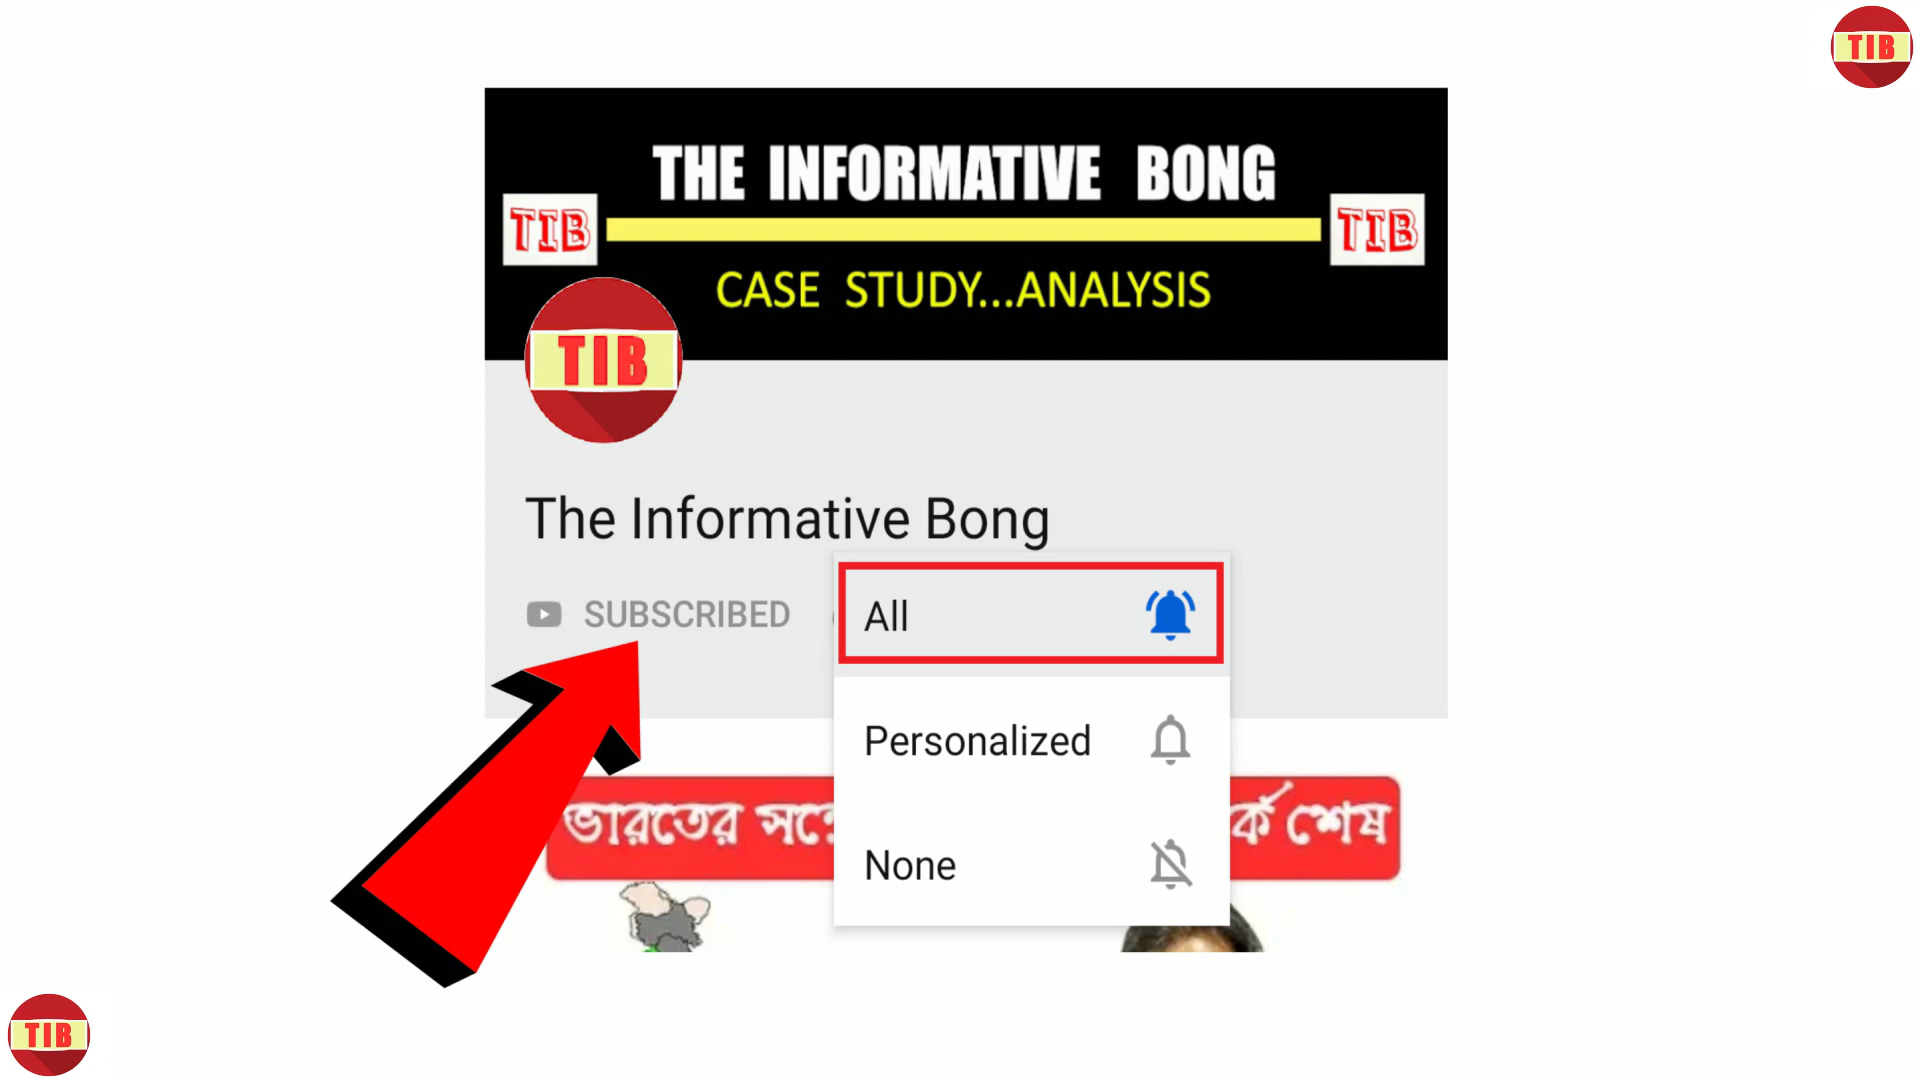 TIB
THE INFORMATIVE BONG
TIB
TIB
CASE STUDY...ANALYSIS
TIB
The Informative Bong
SUBSCRIBED
All
Personalized
ভারতের
শেষ
None
TIB